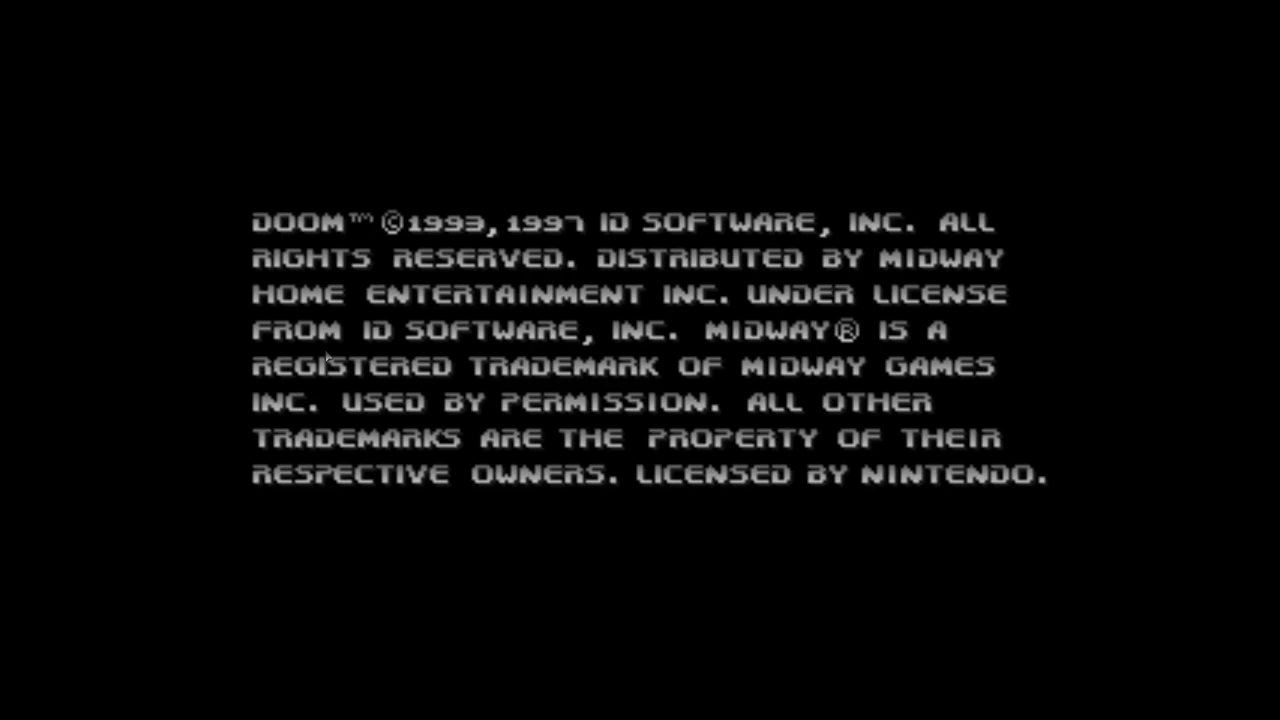 DOOM™ ©1993,1997 ID SOFTWARE, INC. ALL
RIGHTS RESERVED. DISTRIBUTED BY MIDWAY
HOME ENTERTAINMENT INC. UNDER LICENSE
FROM ID SOFTWARE, INC. MIDWAY® IS A
REGISTERED TRADEMARK OF MIDWAY GAMES
INC. USED BY PERMISSION. ALL OTHER
TRADEMARKS ARE THE PROPERTY OF THEIR
RESPECTIVE OWNERS. LICENSED BY NINTENDO.